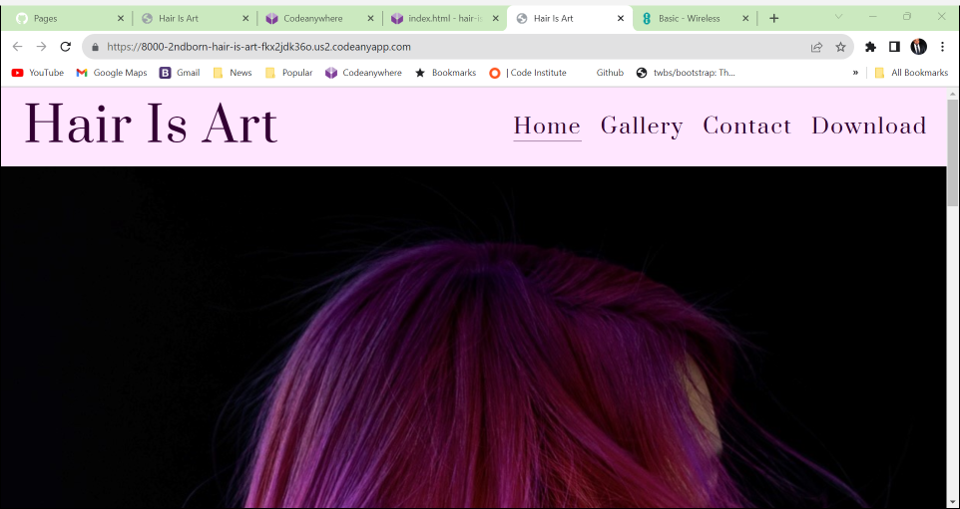 Pages
Hair Is Art
Codeanywhere
index.html - hair-i
Hair Is Art
Basic - Wireless
https://8000-2ndborn-hair-is-art-fkx2jdk36o.us2.codeanyapp.com
YouTube Google Maps Gmail News Popular Codeanywhere Bookmarks | Code Institute Github twbs/bootstrap: Th... » All Bookmarks
Hair Is Art
Home Gallery Contact Download